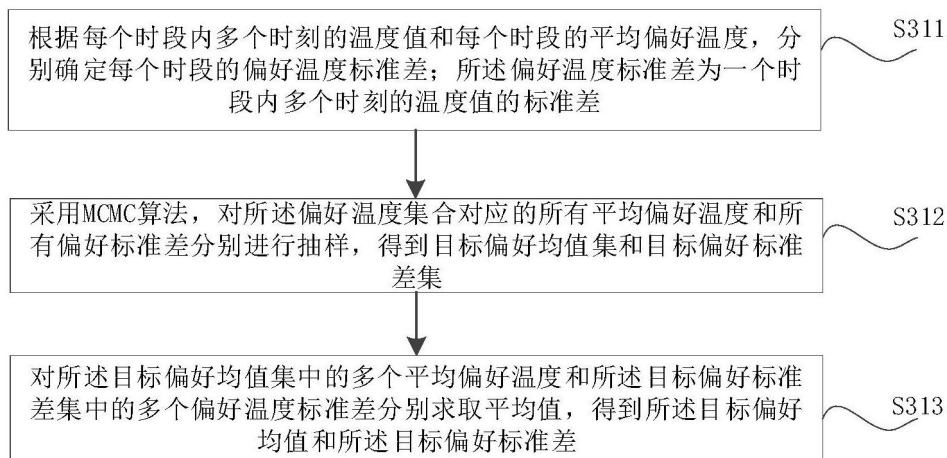 根据每个时段内多个时刻的温度值和每个时段的平均偏好温度，分
别确定每个时段的偏好温度标准差；所述偏好温度标准差为一个时
段内多个时刻的温度值的标准差
S311
采用MCMC算法，对所述偏好温度集合对应的所有平均偏好温度和所
有偏好标准差分别进行抽样，得到目标偏好均值集和目标偏好标准
差集
S312
对所述目标偏好均值集中的多个平均偏好温度和所述目标偏好标准
差集中的多个偏好温度标准差分别求取平均值，得到所述目标偏好
均值和所述目标偏好标准差
S313